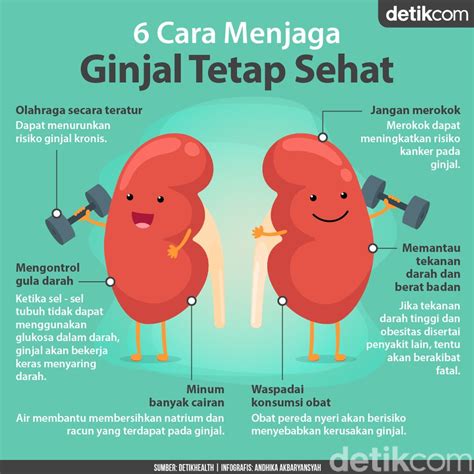 detikcom
6 Cara Menjaga
Ginjal Tetap Sehat
Olahraga secara teratur
Dapat menurunkan
risiko ginjal kronis.
Jangan merokok
Merokok dapat
meningkatkan risiko
kanker pada
ginjal.
Mengontrol
gula darah
Ketika sel - sel
tubuh tidak dapat
menggunakan
glukosa dalam darah,
ginjal akan bekerja
keras menyaring
darah.
Memantau
tekanan
darah dan
berat badan
Jika tekanan
darah tinggi dan
obesitas disertai
penyakit lain, tentu
akan berakibat
fatal.
Minum
banyak cairan
Air membantu membersihkan natrium dan
racun yang terdapat pada ginjal.
Waspadai
konsumsi obat
Obat pereda nyeri akan berisiko
menyebabkan kerusakan ginjal.
SUMBER: DETIKHEALTH | INFOGRAFIS: ANDHIKA AKBARYANSYAH
detikcom